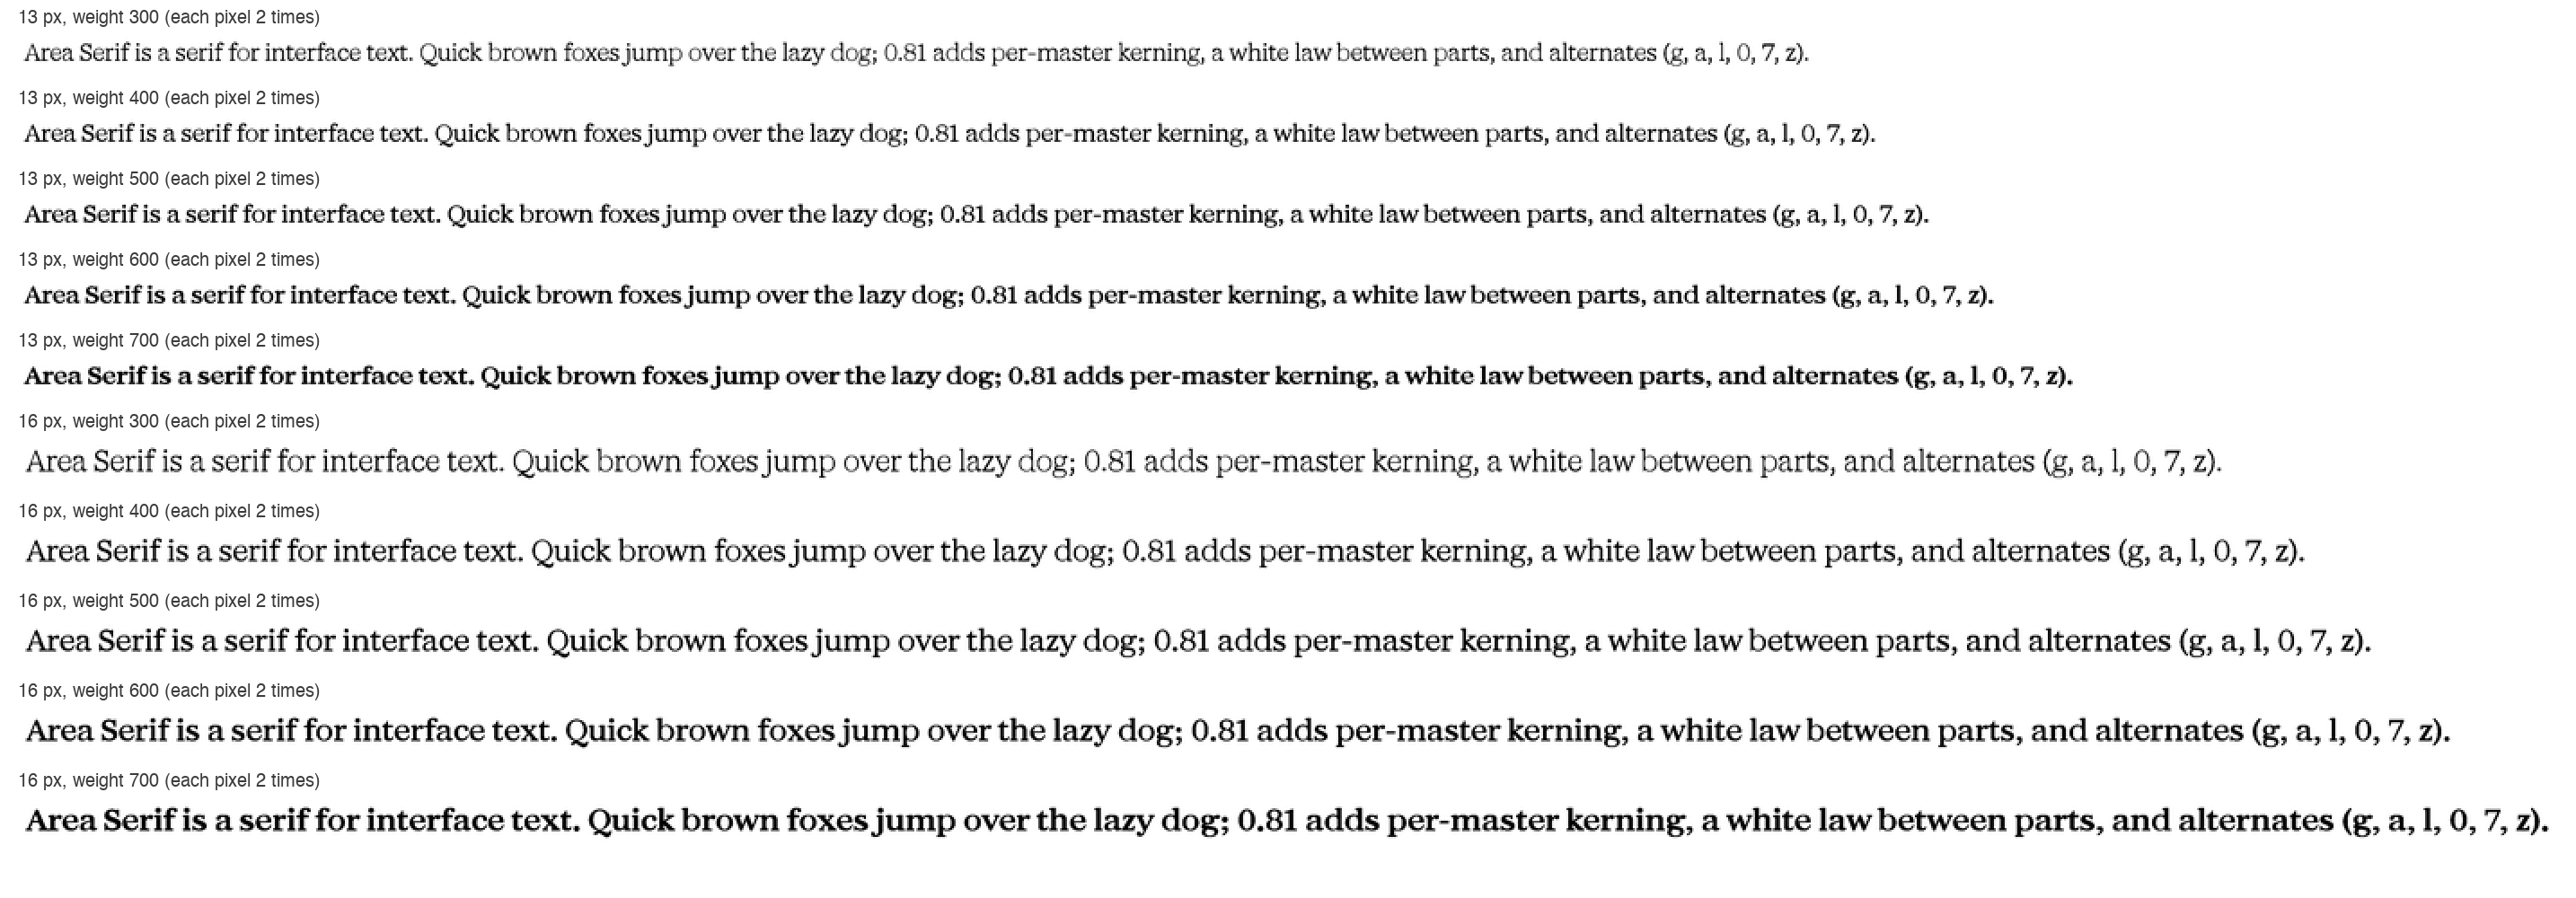 13 px, weight 300 (each pixel 2 times)
Area Serif is a serif for interface text. Quick brown foxes jump over the lazy dog; 0.81 adds per-master kerning, a white law between parts, and alternates (g, a, l, 0, 7, z).
13 px, weight 400 (each pixel 2 times)
Area Serif is a serif for interface text. Quick brown foxes jump over the lazy dog; 0.81 adds per-master kerning, a white law between parts, and alternates (g, a, l, 0, 7, z).
13 px, weight 500 (each pixel 2 times)
Area Serif is a serif for interface text. Quick brown foxes jump over the lazy dog; 0.81 adds per-master kerning, a white law between parts, and alternates (g, a, l, 0, 7, z).
13 px, weight 600 (each pixel 2 times)
Area Serif is a serif for interface text. Quick brown foxes jump over the lazy dog; 0.81 adds per-master kerning, a white law between parts, and alternates (g, a, l, 0, 7, z).
13 px, weight 700 (each pixel 2 times)
Area Serif is a serif for interface text. Quick brown foxes jump over the lazy dog; 0.81 adds per-master kerning, a white law between parts, and alternates (g, a, l, 0, 7, z).
16 px, weight 300 (each pixel 2 times)
Area Serif is a serif for interface text. Quick brown foxes jump over the lazy dog; 0.81 adds per-master kerning, a white law between parts, and alternates (g, a, l, 0, 7, z).
16 px, weight 400 (each pixel 2 times)
Area Serif is a serif for interface text. Quick brown foxes jump over the lazy dog; 0.81 adds per-master kerning, a white law between parts, and alternates (g, a, l, 0, 7, z).
16 px, weight 500 (each pixel 2 times)
Area Serif is a serif for interface text. Quick brown foxes jump over the lazy dog; 0.81 adds per-master kerning, a white law between parts, and alternates (g, a, l, 0, 7, z).
16 px, weight 600 (each pixel 2 times)
Area Serif is a serif for interface text. Quick brown foxes jump over the lazy dog; 0.81 adds per-master kerning, a white law between parts, and alternates (g, a, l, 0, 7, z).
16 px, weight 700 (each pixel 2 times)
Area Serif is a serif for interface text. Quick brown foxes jump over the lazy dog; 0.81 adds per-master kerning, a white law between parts, and alternates (g, a, l, 0, 7, z).